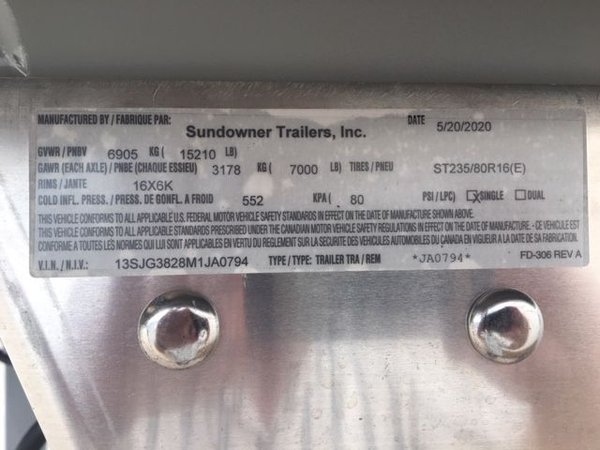 MANUFACTURED BY / FABRIQUE PAR: DATE 5/20/2020
Sundowner Trailers, Inc.
GVWR / PNBV 6905 KG ( 15210 LB)
GAWR (EACH AXLE) / PNBE (CHAQUE ESSIEU) 3178 KG ( 7000 LB) TIRES / PNEU ST235/80R16(E)
RIMS / JANTE 16X6K
COLD INFL. PRESS. / PRESS. DE GONFL. A FROID 552 KPA ( 80 PSI / LPC) X SINGLE DUAL
THIS VEHICLE CONFORMS TO ALL APPLICABLE U.S. FEDERAL MOTOR VEHICLE SAFETY STANDARDS IN EFFECT ON THE DATE OF MANUFACTURE SHOWN ABOVE.
THIS VEHICLE CONFORMS TO ALL APPLICABLE STANDARDS PRESCRIBED UNDER THE CANADIAN MOTOR VEHICLE SAFETY REGULATIONS IN EFFECT ON THE DATE OF MANUFACTURE - CE VÉHICULE EST
CONFORME A TOUTES LES NORMES QUI LUI SONT APPLICABLES EN VERTU DU REGLEMENT SUR LA SECURITE DES VEHICULES AUTOMOBILES DU CANADA EN VIGUEUR A LA DATE DE SA FABRICATION.
V.I.N. / N.I.V.: 13SJG3828M1JA0794 TYPE / TYPE: TRAILER TRA / REM *JA0794* FD-306 REV A